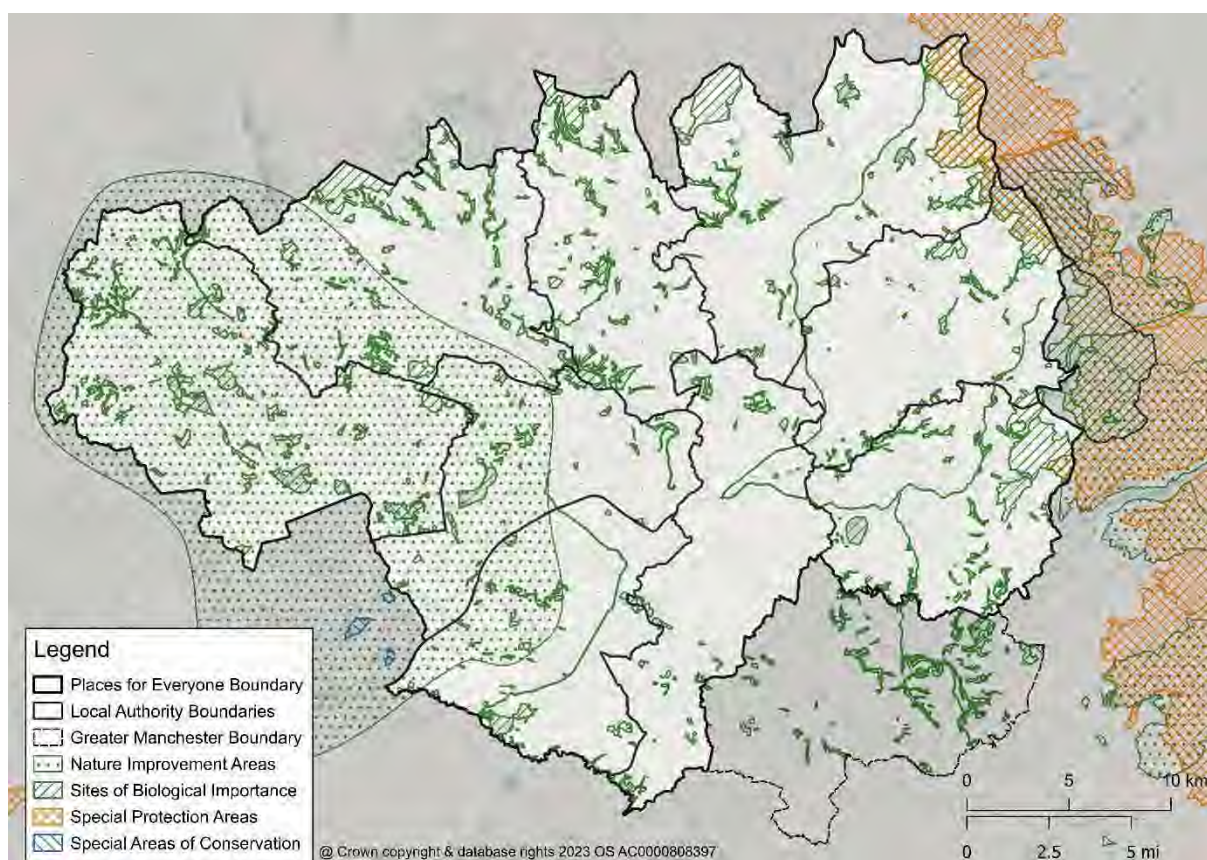 Legend
Places for Everyone Boundary
Local Authority Boundaries
Greater Manchester Boundary
Nature Improvement Areas
Sites of Biological Importance
Special Protection Areas
Special Areas of Conservation
@ Crown copyright & database rights 2023 OS AC0000808397
0 5 10 km
0 2.5 5 mi